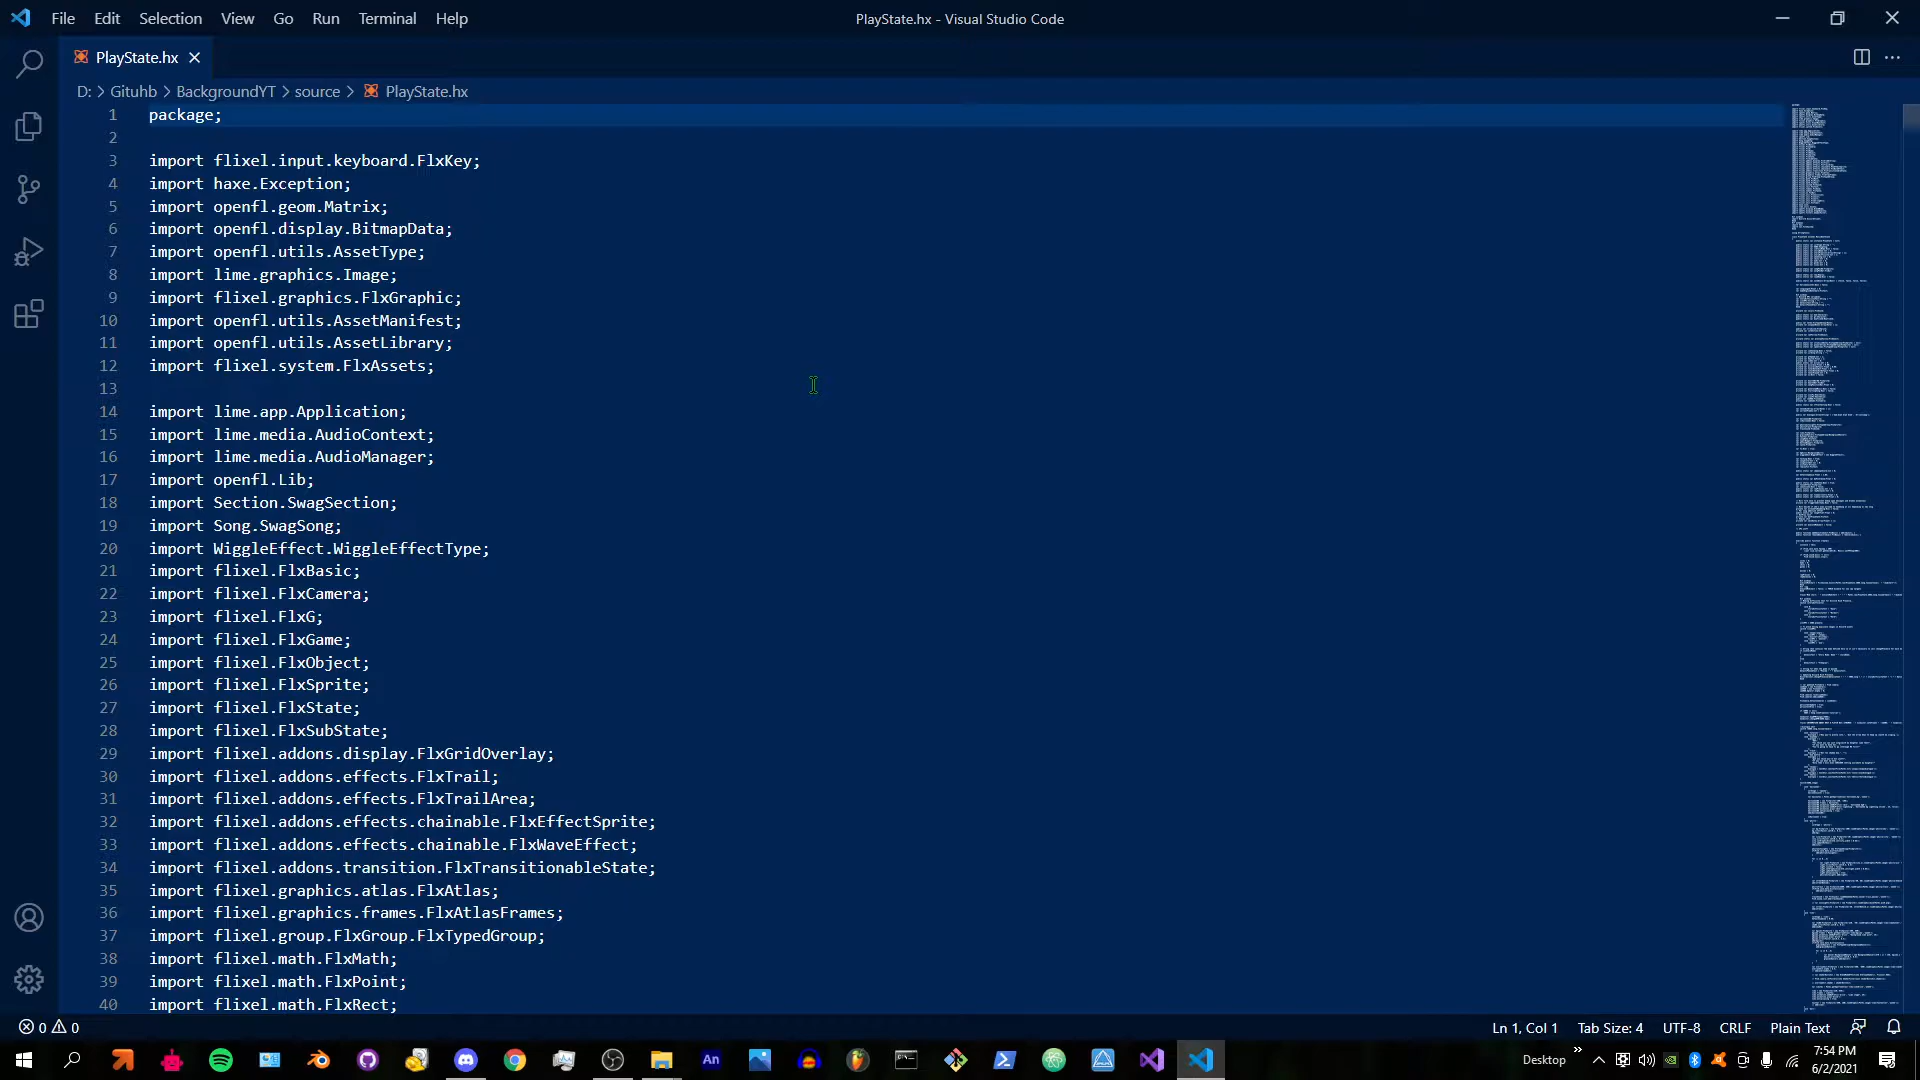 File Edit Selection View Go Run Terminal Help
PlayState.hx - Visual Studio Code
PlayState.hx
D: > Gituhb > BackgroundYT > source > PlayState.hx
1 package;
2
3 import flixel.input.keyboard.FlxKey;
4 import haxe.Exception;
5 import openfl.geom.Matrix;
6 import openfl.display.BitmapData;
7 import openfl.utils.AssetType;
8 import lime.graphics.Image;
9 import flixel.graphics.FlxGraphic;
10 import openfl.utils.AssetManifest;
11 import openfl.utils.AssetLibrary;
12 import flixel.system.FlxAssets;
13
14 import lime.app.Application;
15 import lime.media.AudioContext;
16 import lime.media.AudioManager;
17 import openfl.Lib;
18 import Section.SwagSection;
19 import Song.SwagSong;
20 import WiggleEffect.WiggleEffectType;
21 import flixel.FlxBasic;
22 import flixel.FlxCamera;
23 import flixel.FlxG;
24 import flixel.FlxGame;
25 import flixel.FlxObject;
26 import flixel.FlxSprite;
27 import flixel.FlxState;
28 import flixel.FlxSubState;
29 import flixel.addons.display.FlxGridOverlay;
30 import flixel.addons.effects.FlxTrail;
31 import flixel.addons.effects.FlxTrailArea;
32 import flixel.addons.effects.chainable.FlxEffectSprite;
33 import flixel.addons.effects.chainable.FlxWaveEffect;
34 import flixel.addons.transition.FlxTransitionableState;
35 import flixel.graphics.atlas.FlxAtlas;
36 import flixel.graphics.frames.FlxAtlasFrames;
37 import flixel.group.FlxGroup.FlxTypedGroup;
38 import flixel.math.FlxMath;
39 import flixel.math.FlxPoint;
40 import flixel.math.FlxRect;
0 0
Ln 1, Col 1 Tab Size: 4 UTF-8 CRLF Plain Text
An
Desktop
7:54 PM
6/2/2021